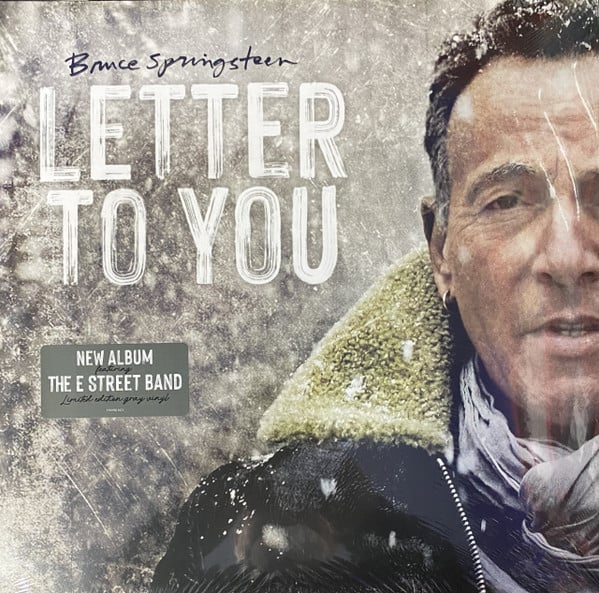 Bruce Springsteen
LETTER
TO YOU
NEW ALBUM
featuring
THE E STREET BAND
Limited edition gray vinyl